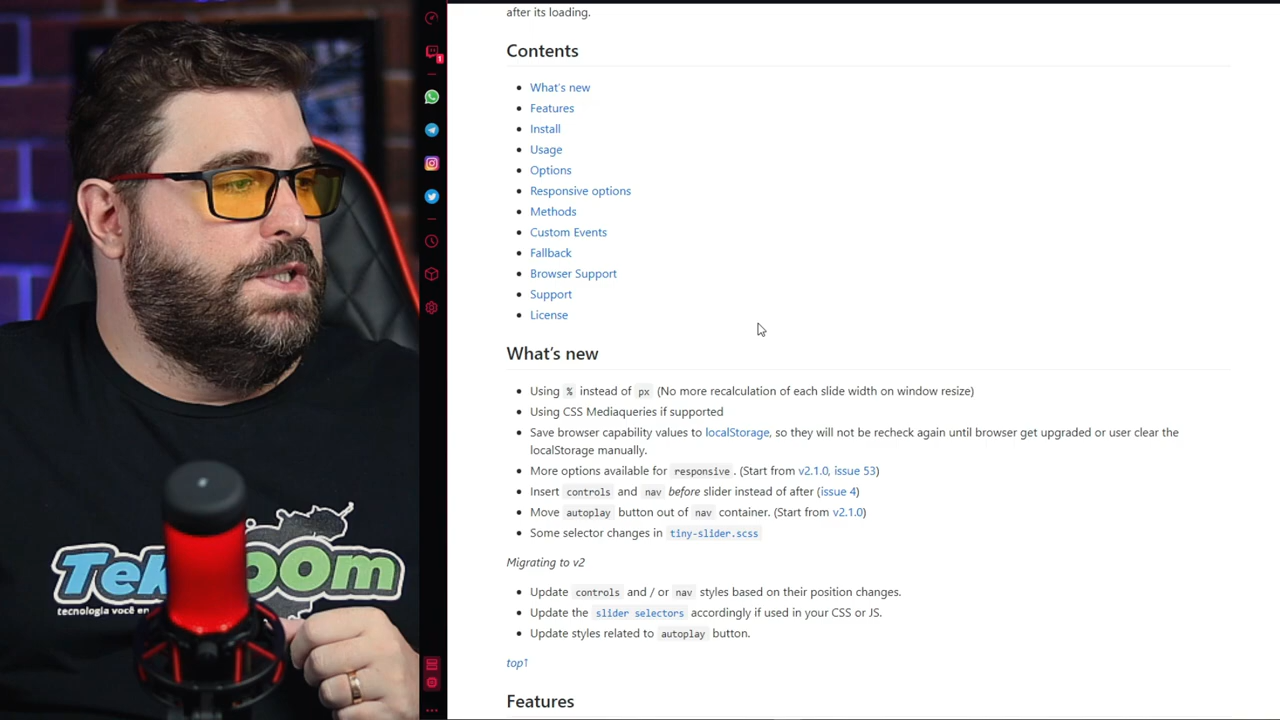 after its loading.
Contents
What's new
Features
Install
Usage
Options
Responsive options
Methods
Custom Events
Fallback
Browser Support
Support
License
What's new
Using % instead of px (No more recalculation of each slide width on window resize)
Using CSS Mediaqueries if supported
Save browser capability values to localStorage, so they will not be recheck again until browser get upgraded or user clear the
localStorage manually.
More options available for responsive. (Start from v2.1.0, issue 53)
Insert controls and nav before slider instead of after (issue 4)
Move autoplay button out of nav container. (Start from v2.1.0)
Some selector changes in tiny-slider.scss
Migrating to v2
Update controls and / or nav styles based on their position changes.
Update the slider selectors accordingly if used in your CSS or JS.
Update styles related to autoplay button.
top↑
Features
1
tecnologia você en